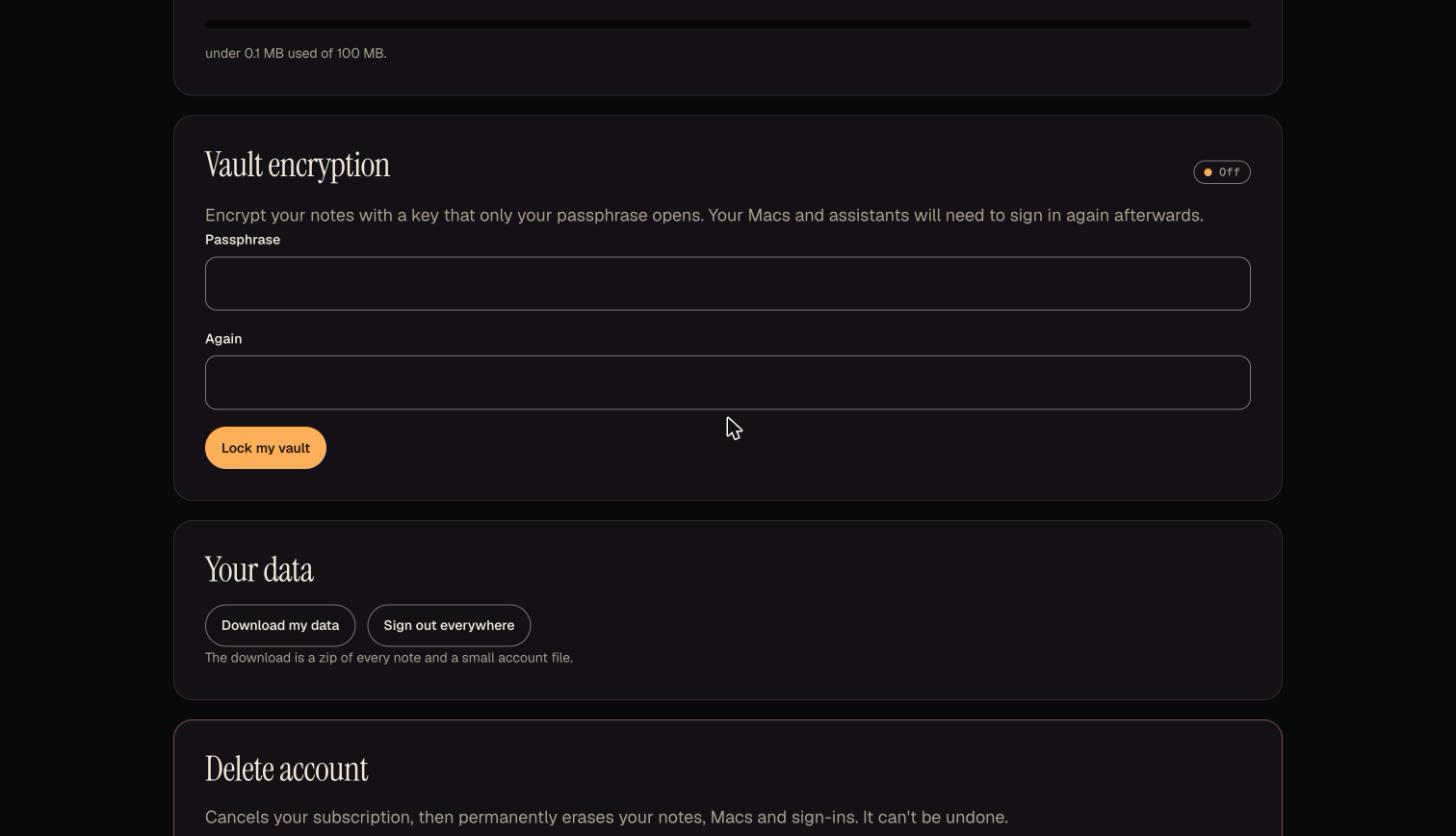 under 0.1 MB used of 100 MB.
Vault encryption
Off
Encrypt your notes with a key that only your passphrase opens. Your Macs and assistants will need to sign in again afterwards.
Passphrase
Again
Lock my vault
Your data
Download my data
Sign out everywhere
The download is a zip of every note and a small account file.
Delete account
Cancels your subscription, then permanently erases your notes, Macs and sign-ins. It can't be undone.